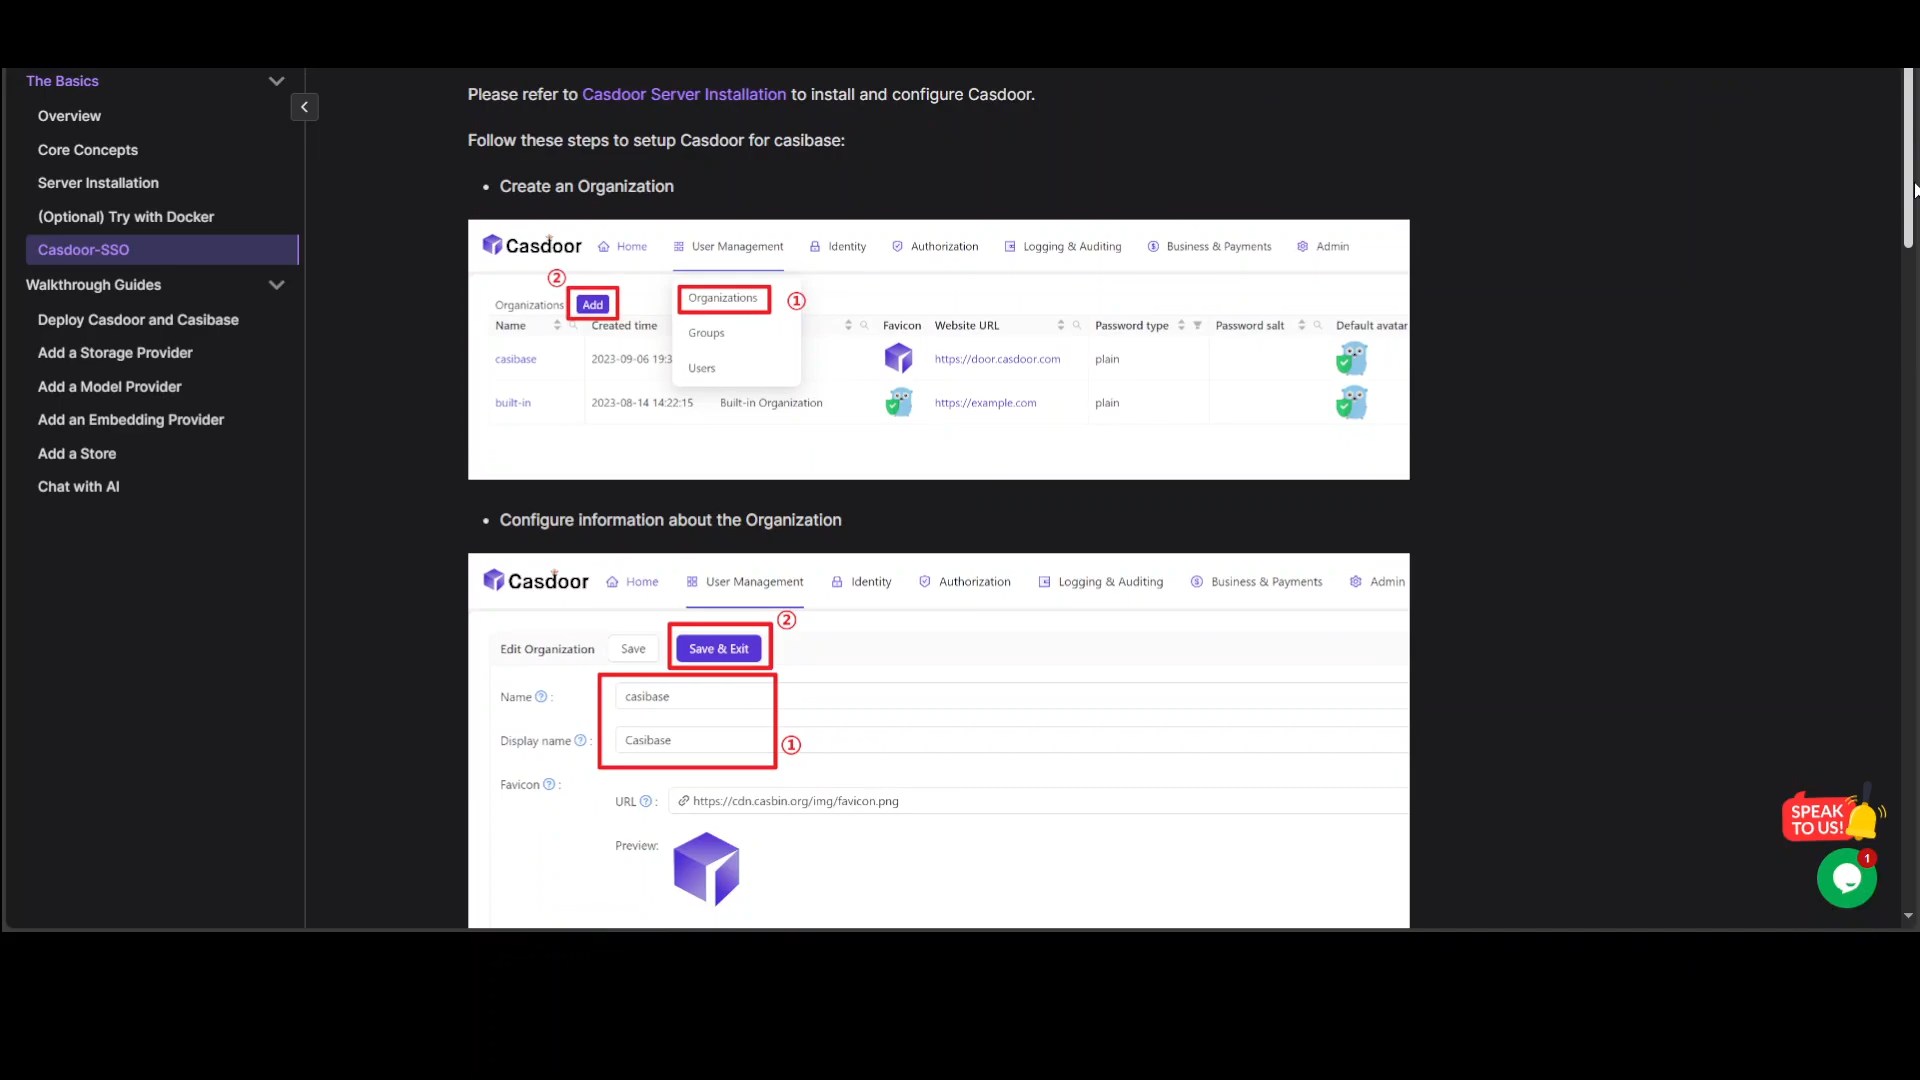 The Basics
Overview
Core Concepts
Server Installation
(Optional) Try with Docker
Casdoor-SSO
Walkthrough Guides
Deploy Casdoor and Casibase
Add a Storage Provider
Add a Model Provider
Add an Embedding Provider
Add a Store
Chat with AI
Please refer to Casdoor Server Installation to install and configure Casdoor.
Follow these steps to setup Casdoor for casibase:
• Create an Organization
Casdoor Home User Management Identity Authorization Logging & Auditing Business & Payments Admin
②
Organizations Add Organizations ①
Name Created time Favicon Website URL Password type Password salt Default avatar
Groups
casibase 2023-09-06 19:3 https://door.casdoor.com plain
Users
built-in 2023-08-14 14:22:15 Built-in Organization https://example.com plain
• Configure information about the Organization
Casdoor Home User Management Identity Authorization Logging & Auditing Business & Payments Admin
②
Edit Organization Save Save & Exit
Name ? : casibase
Display name ? : Casibase ①
Favicon ? :
URL ? : https://cdn.casbin.org/img/favicon.png
Preview:
SPEAK
TO US!
1